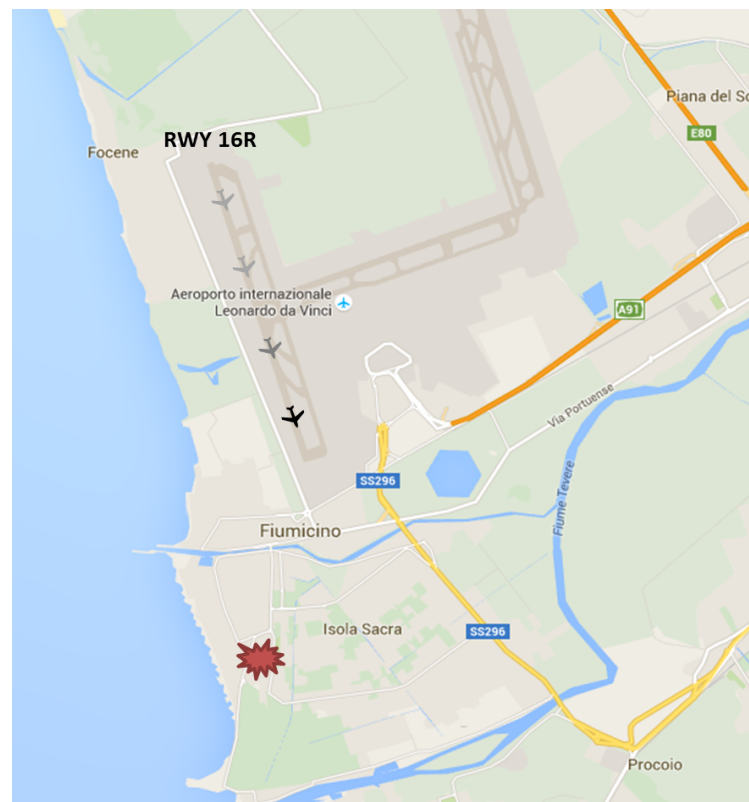 Piana del So
E80
RWY 16R
Focene
Aeroporto internazionale
Leonardo da Vinci
A91
Via Portuense
SS296
Fiume Tevere
Fiumicino
Isola Sacra
SS296
Procoio